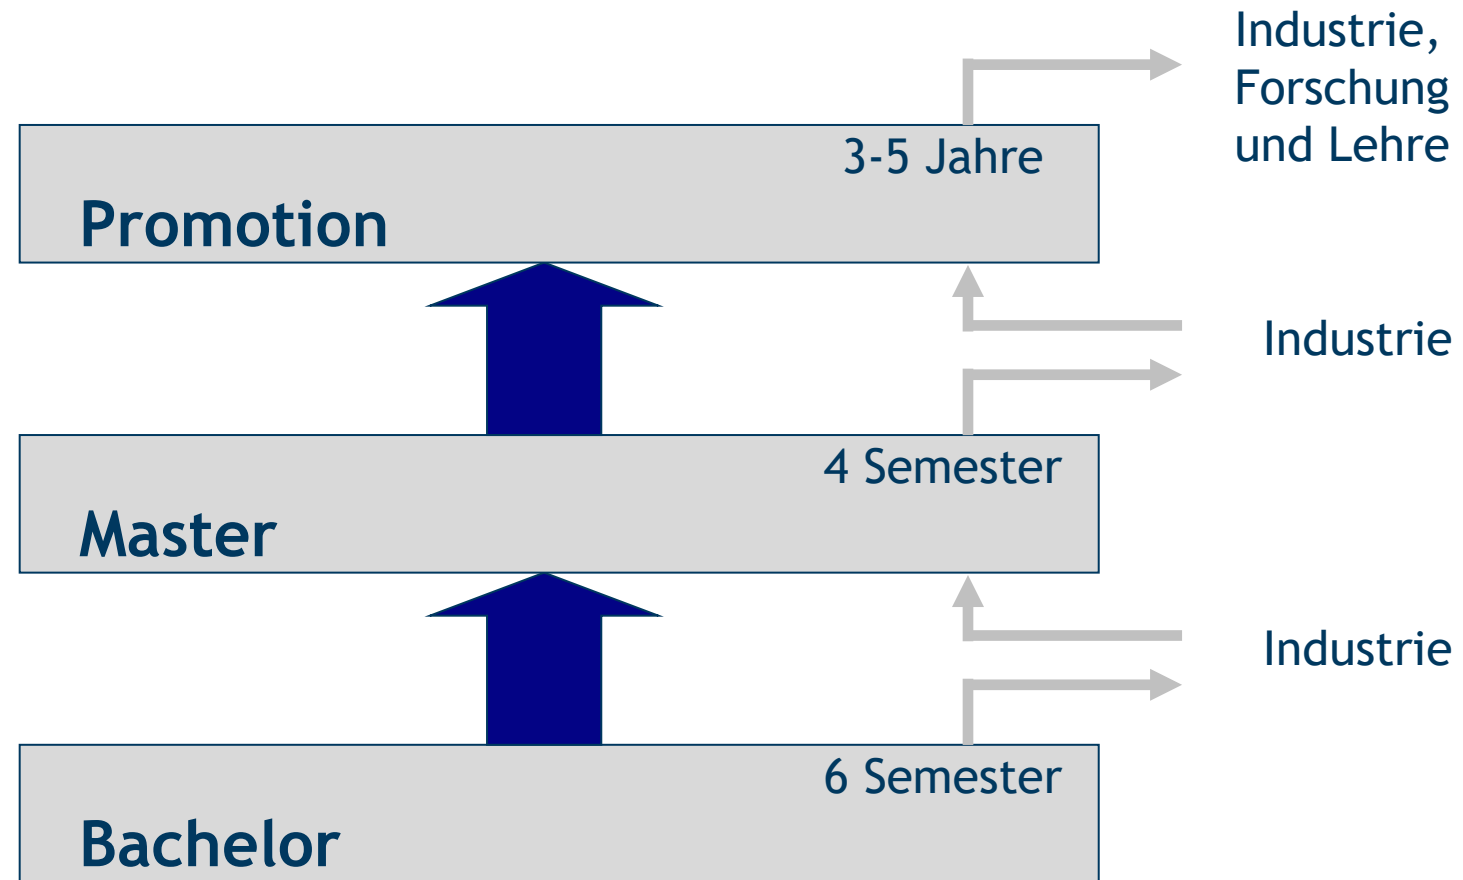 Industrie,
Forschung
und Lehre
3-5 Jahre
Promotion
Industrie
4 Semester
Master
Industrie
6 Semester
Bachelor